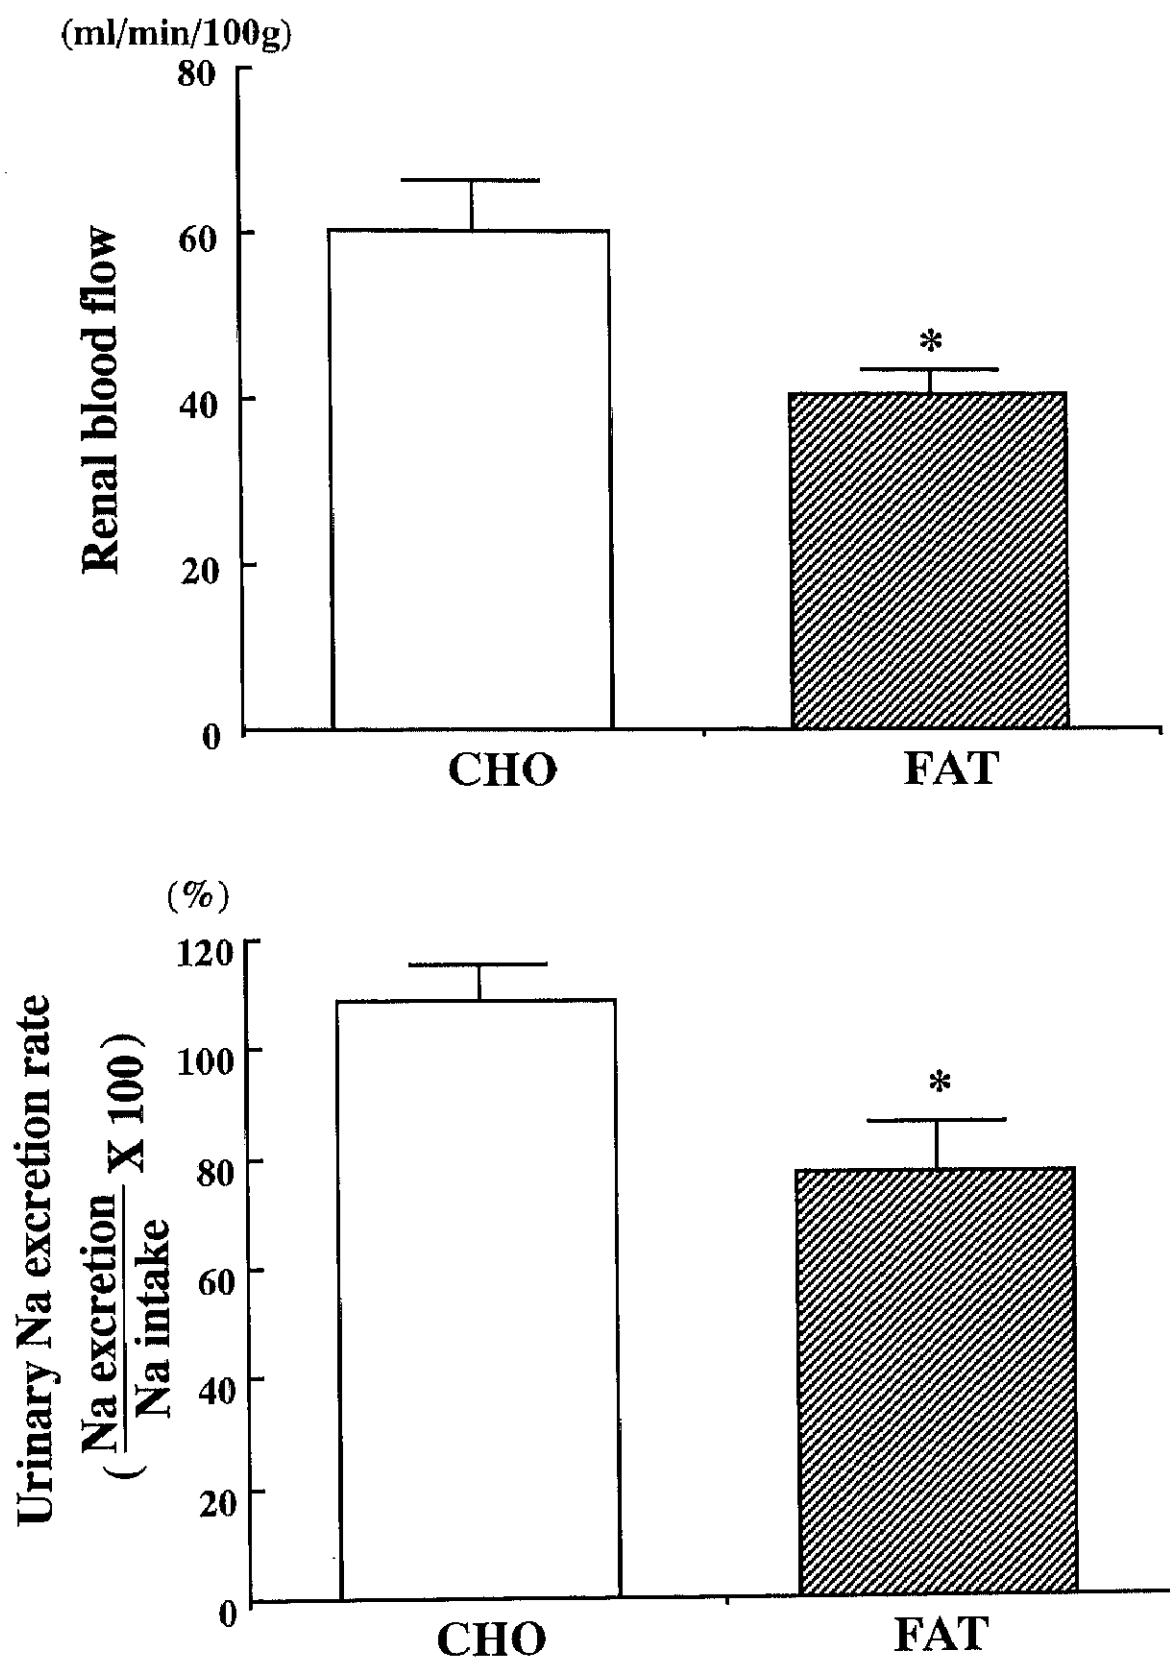 (ml/min/100g)
Renal blood flow
80
60
*
40
20
0
CHO FAT
(%)
Urinary Na excretion rate
( Na excretion / Na intake X 100)
120
100
*
80
60
40
20
0
CHO FAT